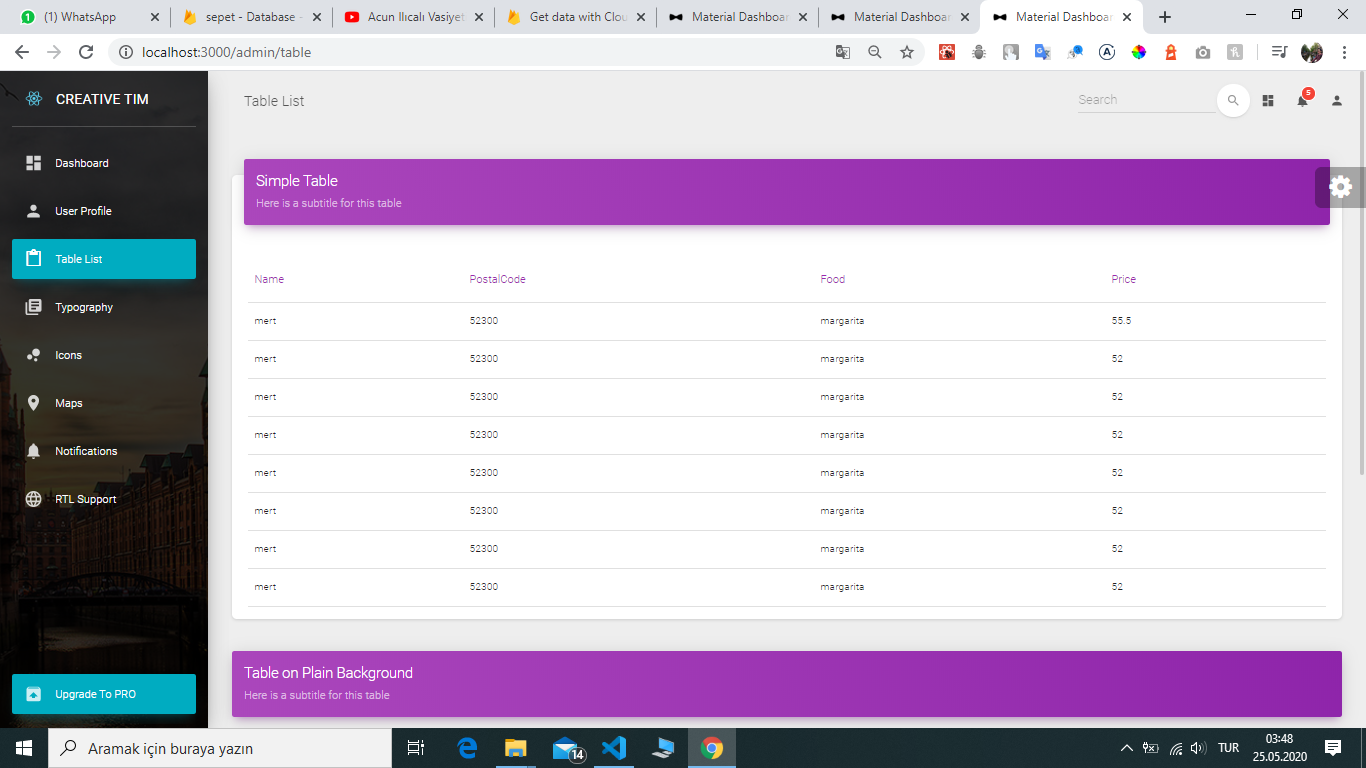 (1) WhatsApp
sepet - Database -
Acun Ilıcalı Vasiyet
Get data with Clou
Material Dashboar
Material Dashboar
Material Dashboar
localhost:3000/admin/table
CREATIVE TIM
Table List
Search
5
Dashboard
User Profile
Table List
Typography
Icons
Maps
Notifications
RTL Support
Upgrade To PRO
Simple Table
Here is a subtitle for this table
Name PostalCode Food Price
mert 52300 margarita 55.5
mert 52300 margarita 52
mert 52300 margarita 52
mert 52300 margarita 52
mert 52300 margarita 52
mert 52300 margarita 52
mert 52300 margarita 52
mert 52300 margarita 52
Table on Plain Background
Here is a subtitle for this table
Aramak için buraya yazın
14
TUR
03:48
25.05.2020